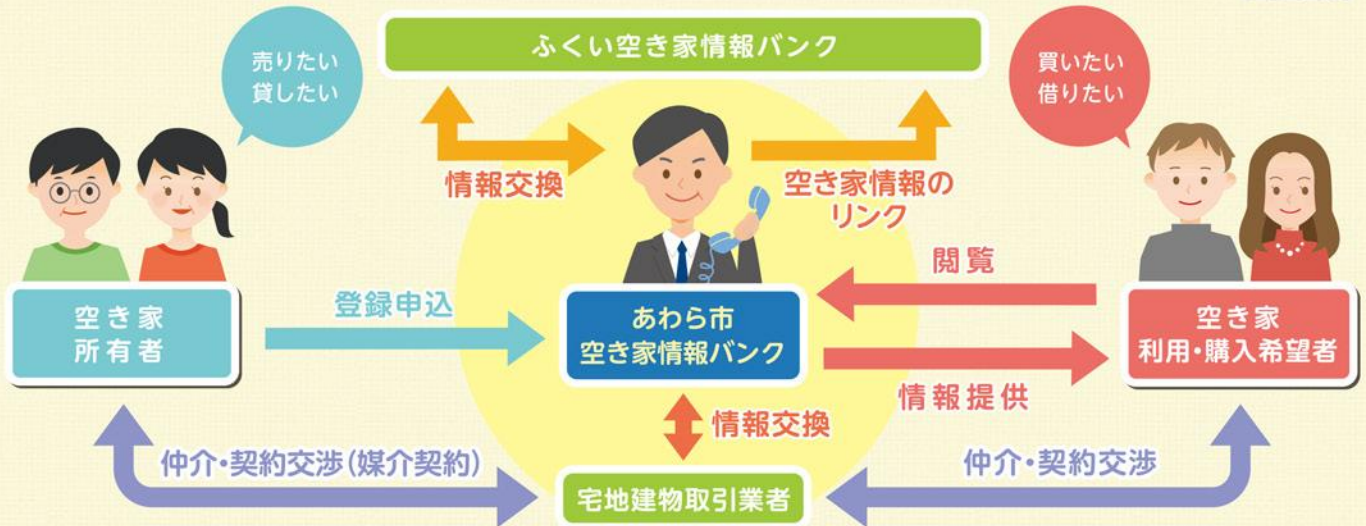 ふくい空き家情報バンク
売りたい
貸したい
買いたい
借りたい
情報交換
空き家情報の
リンク
閲覧
登録申込
空き家
所有者
あわら市
空き家情報バンク
空き家
利用・購入希望者
情報提供
情報交換
仲介・契約交渉(媒介契約)
仲介・契約交渉
宅地建物取引業者